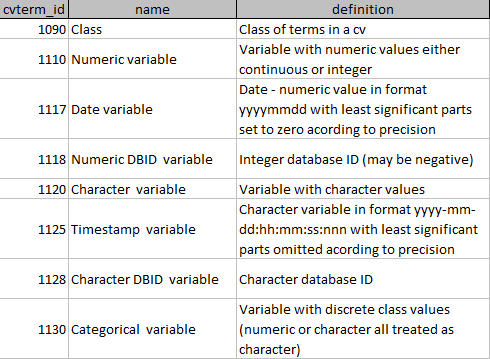 cvterm_id name definition
1090 Class Class of terms in a cv
1110 Numeric variable Variable with numeric values either
continuous or integer
1117 Date variable Date - numeric value in format
yyyymmdd with least significant parts
set to zero acording to precision
1118 Numeric DBID variable Integer database ID (may be negative)
1120 Character variable Variable with character values
1125 Timestamp variable Character variable in format yyyy-mm-
dd:hh:mm:ss:nnn with least significant
parts omitted acording to precision
1128 Character DBID variable Character database ID
1130 Categorical variable Variable with discrete class values
(numeric or character all treated as
character)